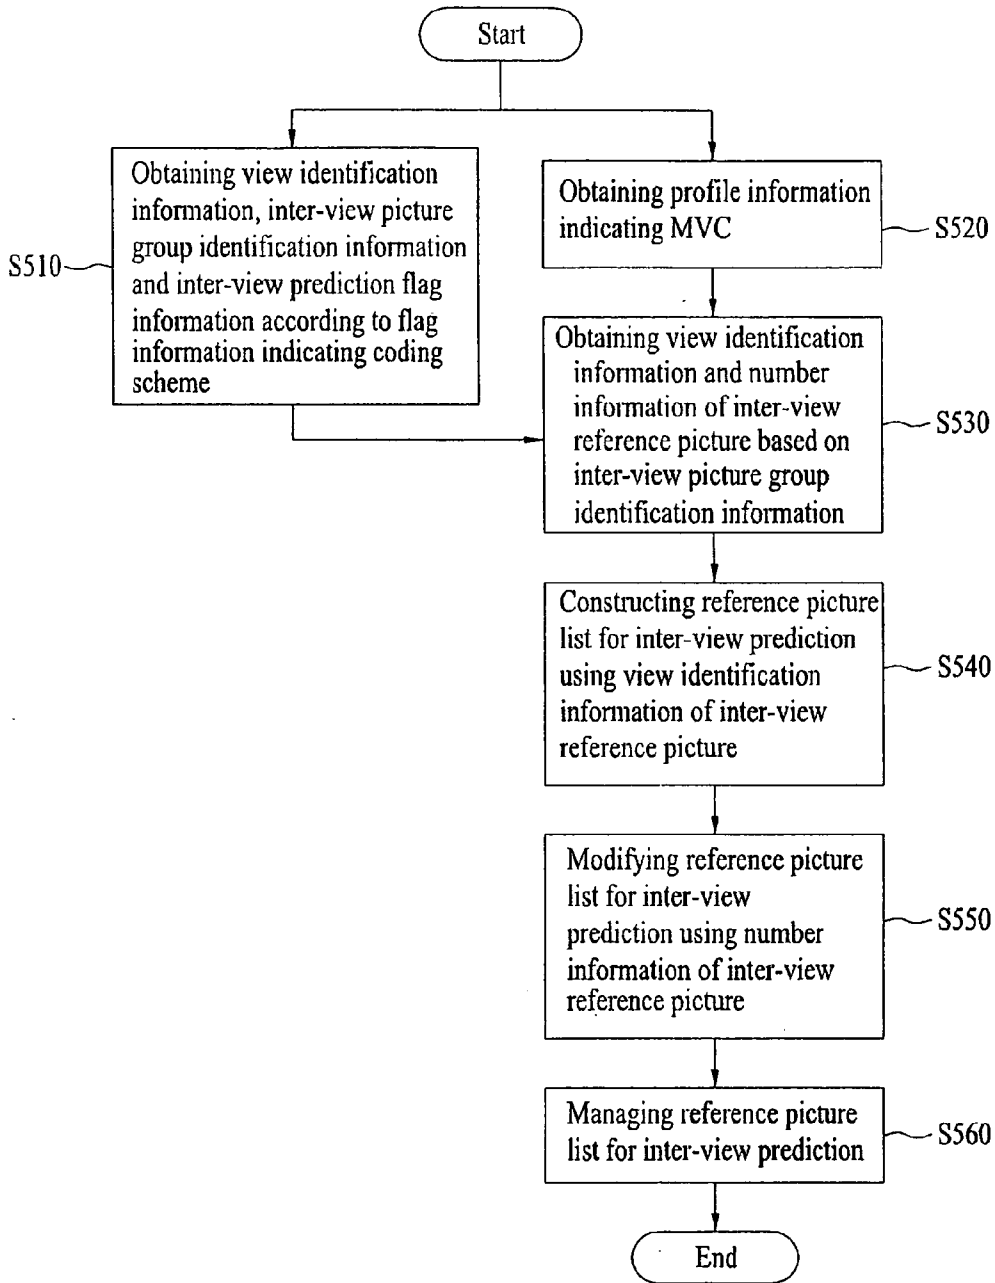 Start
Obtaining view identification
information, inter-view picture
group identification information
and inter-view prediction flag
information according to flag
information indicating coding
scheme
S510
Obtaining profile information
indicating MVC
S520
Obtaining view identification
information and number
information of inter-view
reference picture based on
inter-view picture group
identification information
S530
Constructing reference picture
list for inter-view prediction
using view identification
information of inter-view
reference picture
S540
Modifying reference picture
list for inter-view
prediction using number
information of inter-view
reference picture
S550
Managing reference picture
list for inter-view prediction
S560
End